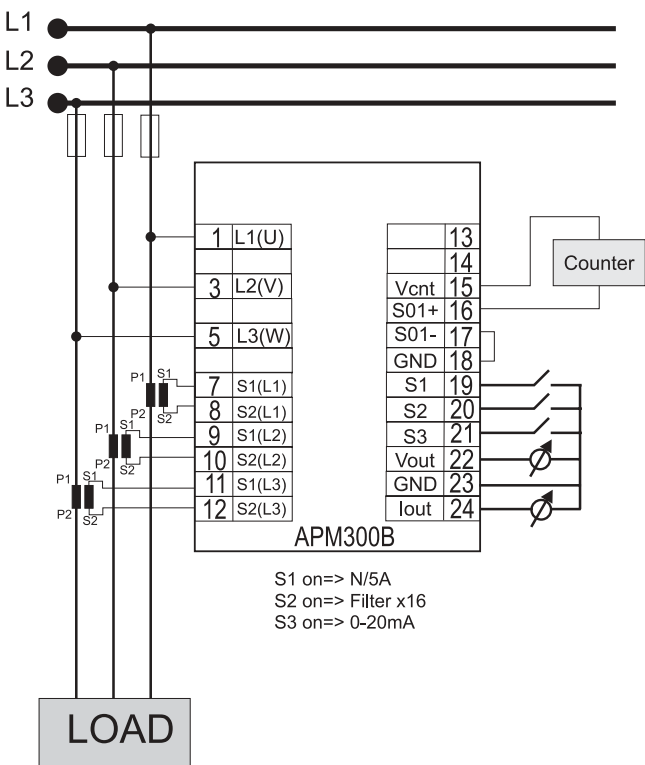 L1
L2
L3
1 L1(U)
3 L2(V)
5 L3(W)
7 S1(L1)
8 S2(L1)
9 S1(L2)
10 S2(L2)
11 S1(L3)
12 S2(L3)
13
14
Vcnt 15
S01+ 16
S01- 17
GND 18
S1 19
S2 20
S3 21
Vout 22
GND 23
Iout 24
Counter
P1 S1
P2 S2
P1 S1
P2 S2
P1 S1
P2 S2
APM300B
S1 on=> N/5A
S2 on=> Filter x16
S3 on=> 0-20mA
LOAD